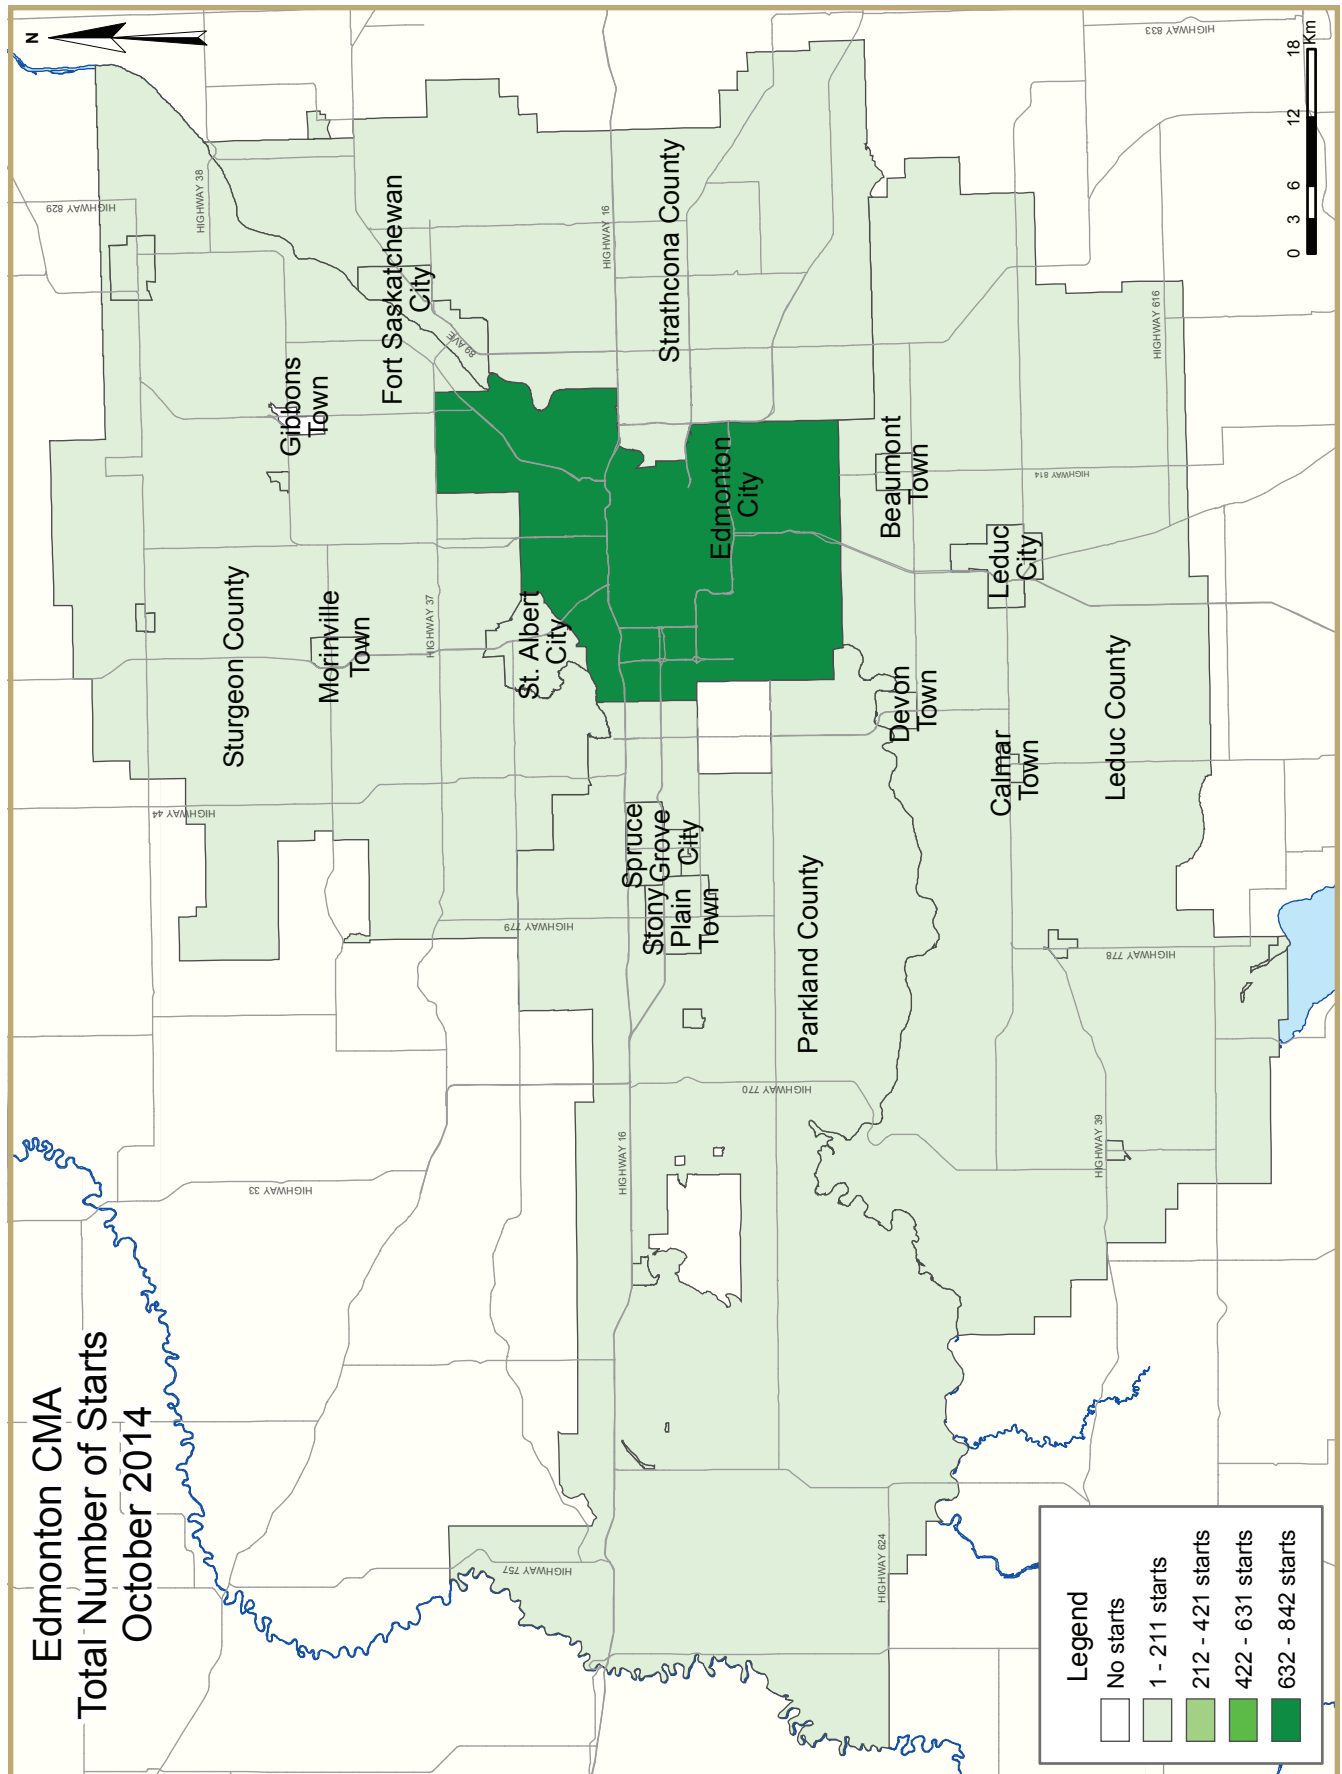 Edmonton CMA
Total Number of Starts
October 2014
N
HIGHWAY 829
HIGHWAY 38
HIGHWAY 833
HIGHWAY 44
HIGHWAY 37
HIGHWAY 33
HIGHWAY 779
HIGHWAY 16
HIGHWAY 16
HIGHWAY 757
HIGHWAY 770
HIGHWAY 624
HIGHWAY 39
HIGHWAY 778
HIGHWAY 814
HIGHWAY 616
89 AVE
Sturgeon County
Morinville
Town
Gibbons
Town
Fort Saskatchewan
City
St. Albert
City
Strathcona County
Edmonton
City
Spruce
Grove
City
Stony
Plain
Town
Parkland County
Beaumont
Town
Devon
Town
Leduc
City
Calmar
Town
Leduc County
Legend
No starts
1 - 211 starts
212 - 421 starts
422 - 631 starts
632 - 842 starts
0 3 6 12 18
Km